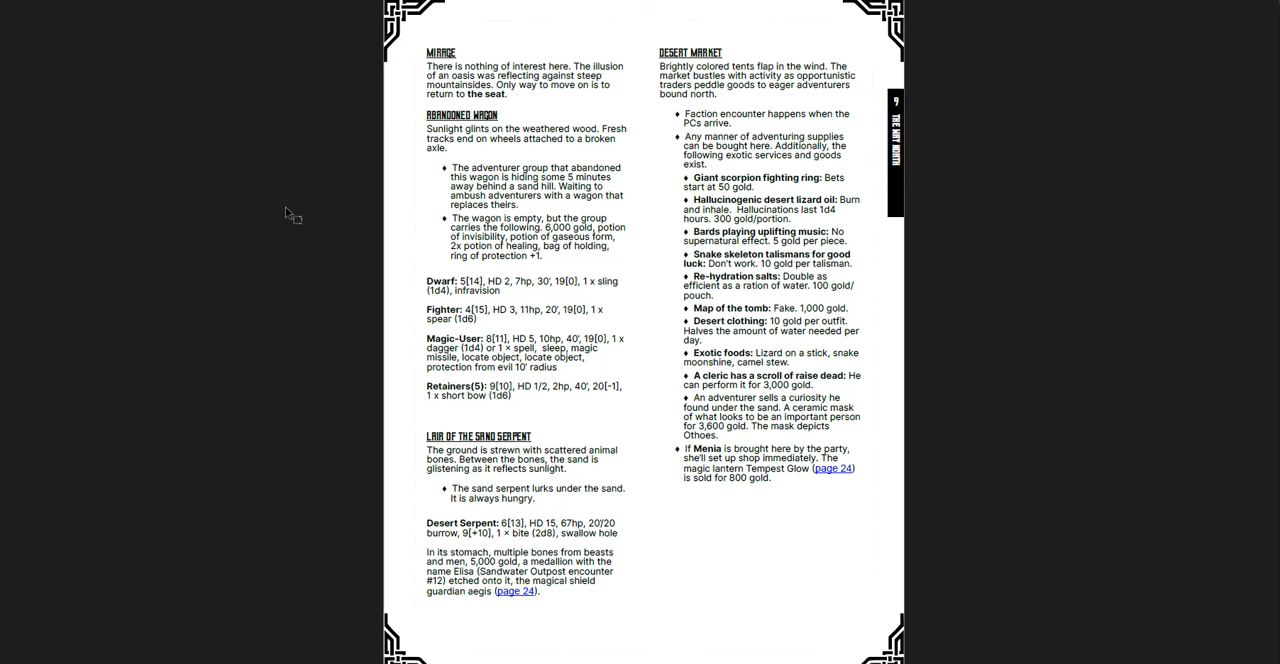 MIRAGE
There is nothing of interest here. The illusion
of an oasis was reflecting against steep
mountainsides. Only way to move on is to
return to the seat.
ABANDONED WAGON
Sunlight glints on the weathered wood. Fresh
tracks end on wheels attached to a broken
axle.
♦ The adventurer group that abandoned
this wagon is hiding some 5 minutes
away behind a sand hill. Waiting to
ambush adventurers with a wagon that
replaces theirs.
♦ The wagon is empty, but the group
carries the following. 6,000 gold, potion
of invisibility, potion of gaseous form,
2x potion of healing, bag of holding,
ring of protection +1.
Dwarf: 5[14], HD 2, 7hp, 30’, 19[0], 1 x sling
(1d4), infravision
Fighter: 4[15], HD 3, 11hp, 20’, 19[0], 1 x
spear (1d6)
Magic-User: 8[11], HD 5, 10hp, 40’, 19[0], 1 x
dagger (1d4) or 1 × spell, sleep, magic
missile, locate object, locate object,
protection from evil 10’ radius
Retainers(5): 9[10], HD 1/2, 2hp, 40’, 20[-1],
1 x short bow (1d6)
LAIR OF THE SAND SERPENT
The ground is strewn with scattered animal
bones. Between the bones, the sand is
glistening as it reflects sunlight.
♦ The sand serpent lurks under the sand.
It is always hungry.
Desert Serpent: 6[13], HD 15, 67hp, 20’/20
burrow, 9[+10], 1 × bite (2d8), swallow hole
In its stomach, multiple bones from beasts
and men, 5,000 gold, a medallion with the
name Elisa (Sandwater Outpost encounter
#12) etched onto it, the magical shield
guardian aegis (page 24).
DESERT MARKET
Brightly colored tents flap in the wind. The
market bustles with activity as opportunistic
traders peddle goods to eager adventurers
bound north.
♦ Faction encounter happens when the
PCs arrive.
♦ Any manner of adventuring supplies
can be bought here. Additionally, the
following exotic services and goods
exist.
♦ Giant scorpion fighting ring: Bets
start at 50 gold.
♦ Hallucinogenic desert lizard oil: Burn
and inhale. Hallucinations last 1d4
hours. 300 gold/portion.
♦ Bards playing uplifting music: No
supernatural effect. 5 gold per piece.
♦ Snake skeleton talismans for good
luck: Don’t work. 10 gold per talisman.
♦ Re-hydration salts: Double as
efficient as a ration of water. 100 gold/
pouch.
♦ Map of the tomb: Fake. 1,000 gold.
♦ Desert clothing: 10 gold per outfit.
Halves the amount of water needed per
day.
♦ Exotic foods: Lizard on a stick, snake
moonshine, camel stew.
♦ A cleric has a scroll of raise dead: He
can perform it for 3,000 gold.
♦ An adventurer sells a curiosity he
found under the sand. A ceramic mask
of what looks to be an important person
for 3,600 gold. The mask depicts
Othoes.
♦ If Menia is brought here by the party,
she’ll set up shop immediately. The
magic lantern Tempest Glow (page 24)
is sold for 800 gold.
9
THE WAY NORTH